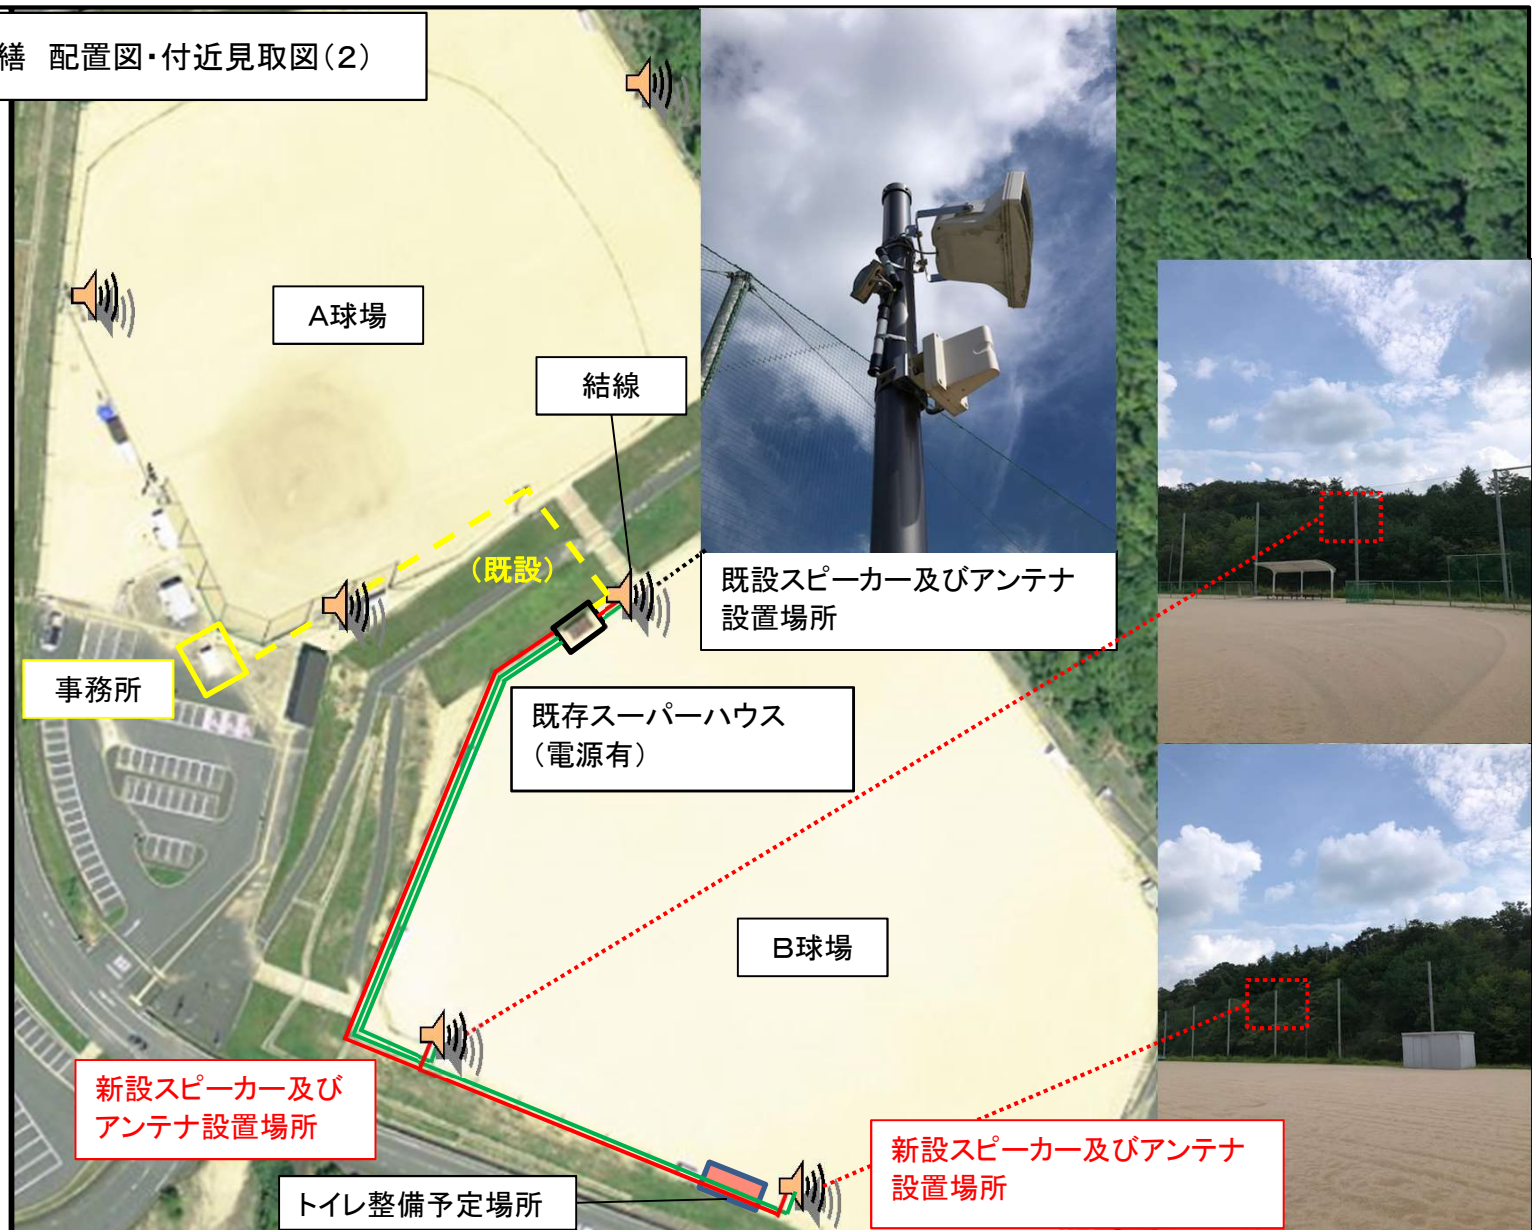 繕 配置図・付近見取図(2)
A球場
結線
(既設)
既設スピーカー及びアンテナ
設置場所
事務所
既存スーパーハウス
(電源有)
B球場
新設スピーカー及び
アンテナ設置場所
新設スピーカー及びアンテナ
設置場所
トイレ整備予定場所